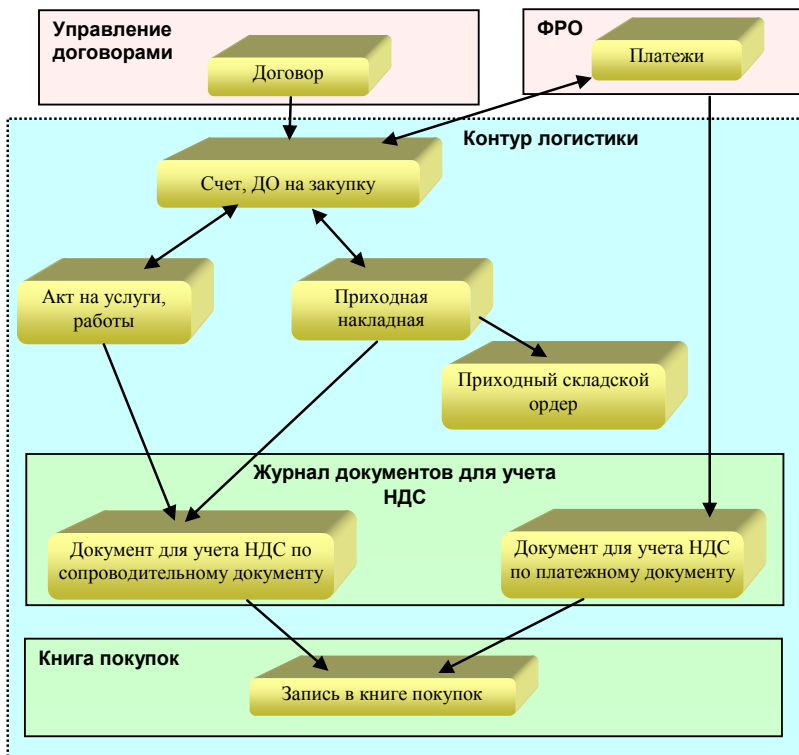 Управление
договорами
Договор
ФРО
Платежи
Контур логистики
Счет, ДО на закупку
Акт на услуги,
работы
Приходная
накладная
Приходный складской
ордер
Журнал документов для учета
НДС
Документ для учета НДС по
сопроводительному документу
Документ для учета НДС
по платежному документу
Книга покупок
Запись в книге покупок